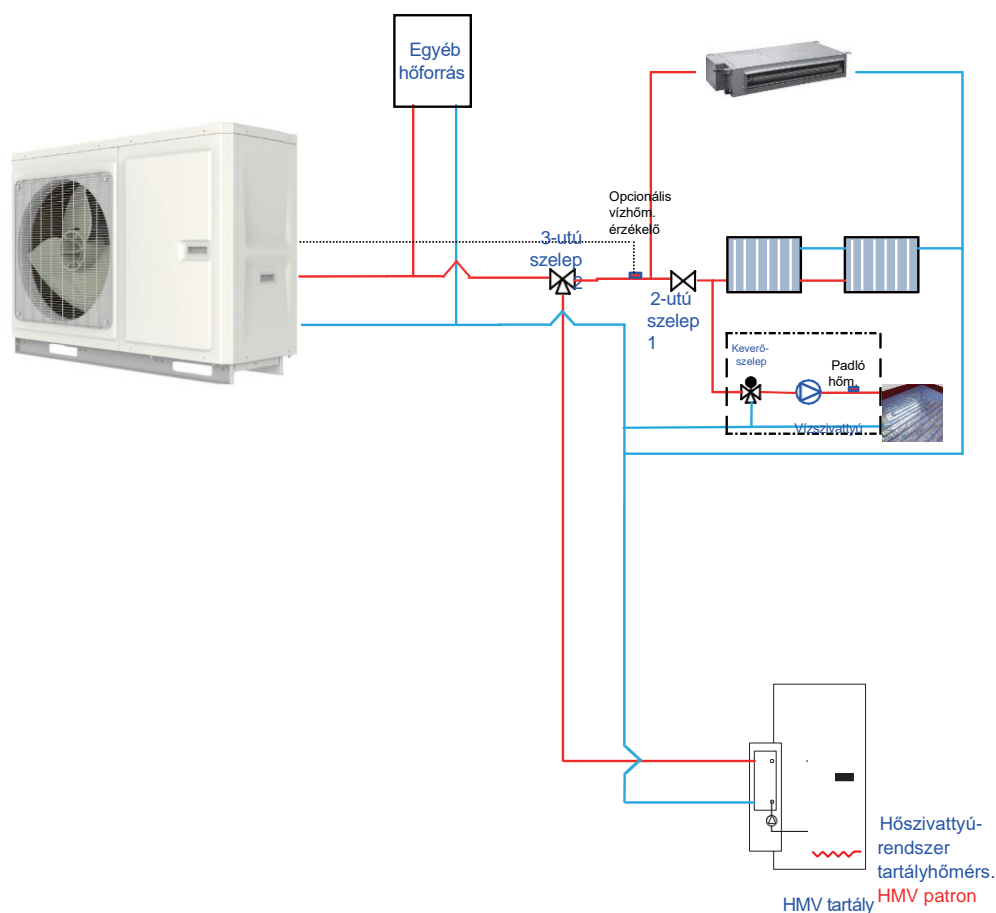 Egyéb
hőforrás
Opcionális
vízhőm.
érzékelő
3-utú
szelep
2
2-utú
szelep
1
Keverő-
szelep
Padló
hőm.
Vízszivattyú
Hőszivattyú-
rendszer
tartályhőmérs.
HMV patron
HMV tartály